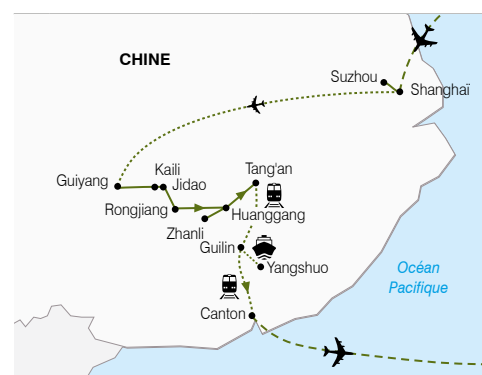 CHINE
Suzhou
Shanghaï
Guiyang
Kaili
Jidao
Tang'an
Rongjiang
Huanggang
Zhanli
Guilin
Yangshuo
Canton
Océan
Pacifique